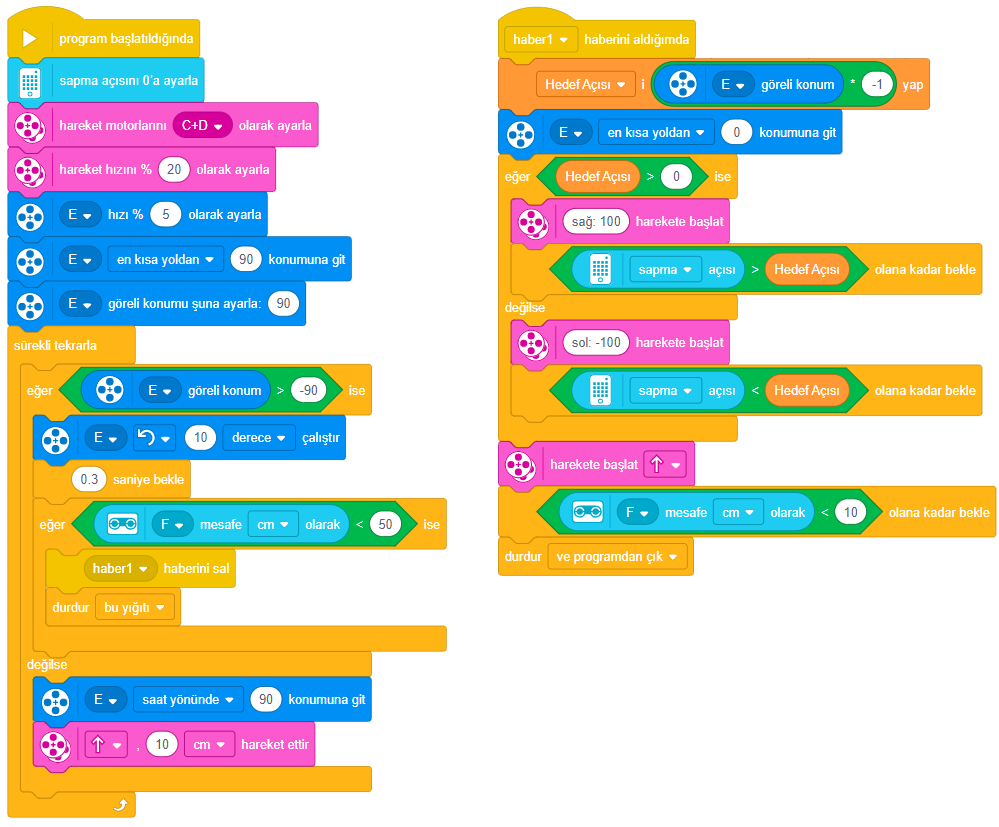 program başlatıldığında
sapma açısını 0'a ayarla
hareket motorlarını C+D olarak ayarla
hareket hızını % 20 olarak ayarla
E hızı % 5 olarak ayarla
E en kısa yoldan 90 konumuna git
E göreli konumu şuna ayarla: 90
sürekli tekrarla
eğer E göreli konum > -90 ise
E 10 derece çalıştır
0.3 saniye bekle
eğer F mesafe cm olarak < 50 ise
haber1 haberini sal
durdur bu yığıtı
değilse
E saat yönünde 90 konumuna git
, 10 cm hareket ettir
haber1 haberini aldığımda
Hedef Açısı i E göreli konum * -1 yap
E en kısa yoldan 0 konumuna git
eğer Hedef Açısı > 0 ise
sağ: 100 harekete başlat
sapma açısı > Hedef Açısı olana kadar bekle
değilse
sol: -100 harekete başlat
sapma açısı < Hedef Açısı olana kadar bekle
harekete başlat
F mesafe cm olarak < 10 olana kadar bekle
durdur ve programdan çık